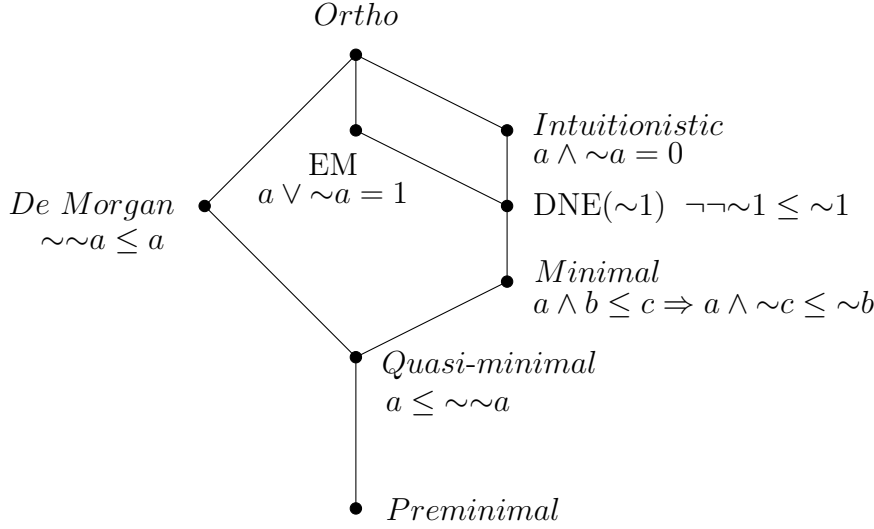 Ortho
Intuitionistic
a ∧ ∼a = 0
EM
a ∨ ∼a = 1
De Morgan
∼∼a ≤ a
DNE(∼1) ¬¬∼1 ≤ ∼1
Minimal
a ∧ b ≤ c ⇒ a ∧ ∼c ≤ ∼b
Quasi-minimal
a ≤ ∼∼a
Preminimal